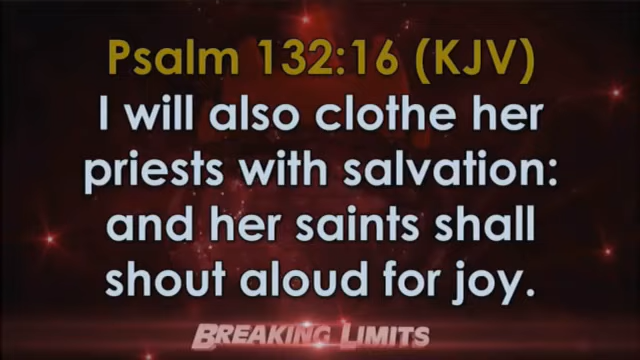 Psalm 132:16 (KJV)
I will also clothe her
priests with salvation:
and her saints shall
shout aloud for joy.
BREAKING LIMITS